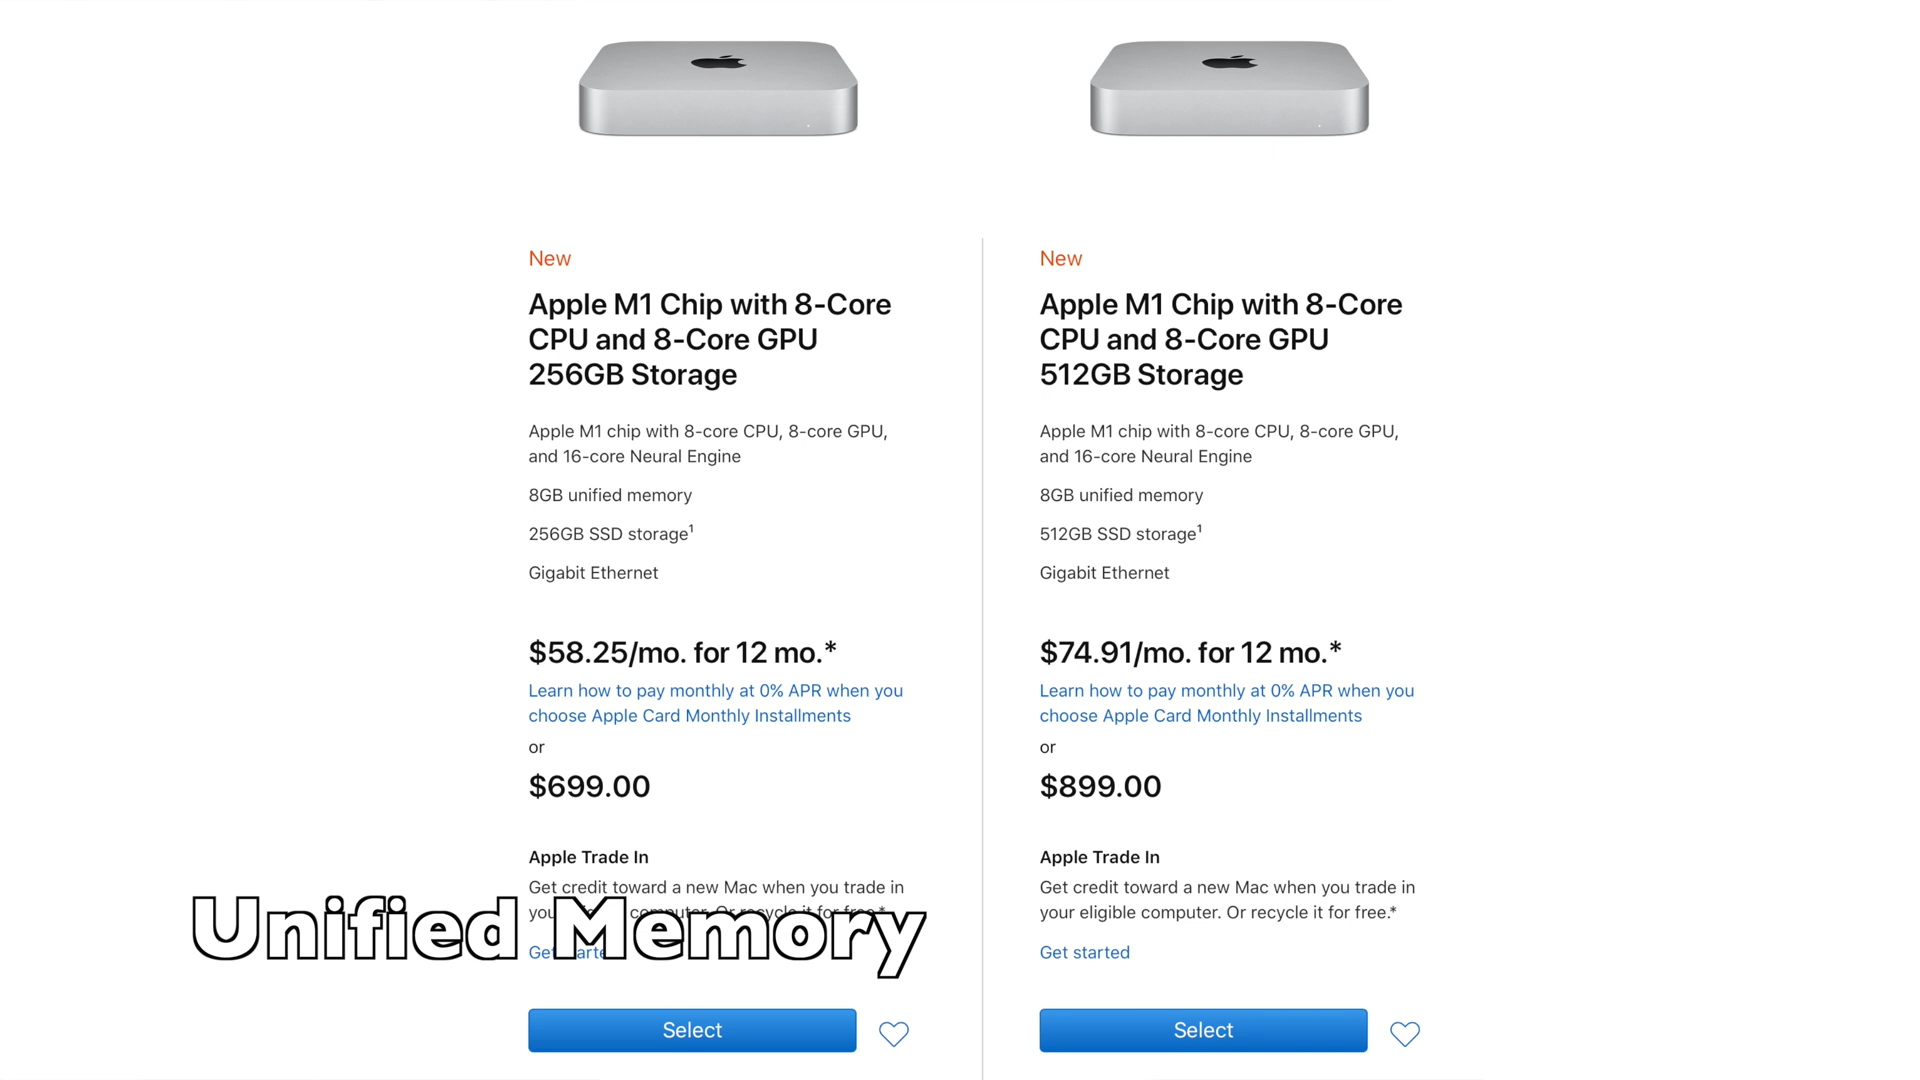 New
Apple M1 Chip with 8-Core
CPU and 8-Core GPU
256GB Storage
Apple M1 chip with 8-core CPU, 8-core GPU,
and 16-core Neural Engine
8GB unified memory
256GB SSD storage¹
Gigabit Ethernet
$58.25/mo. for 12 mo.*
Learn how to pay monthly at 0% APR when you
choose Apple Card Monthly Installments
or
$699.00
Apple Trade In
Get credit toward a new Mac when you trade in
computer. Or recycle it for free.*
Unified Memory
Select
New
Apple M1 Chip with 8-Core
CPU and 8-Core GPU
512GB Storage
Apple M1 chip with 8-core CPU, 8-core GPU,
and 16-core Neural Engine
8GB unified memory
512GB SSD storage¹
Gigabit Ethernet
$74.91/mo. for 12 mo.*
Learn how to pay monthly at 0% APR when you
choose Apple Card Monthly Installments
or
$899.00
Apple Trade In
Get credit toward a new Mac when you trade in
your eligible computer. Or recycle it for free.*
Get started
Select